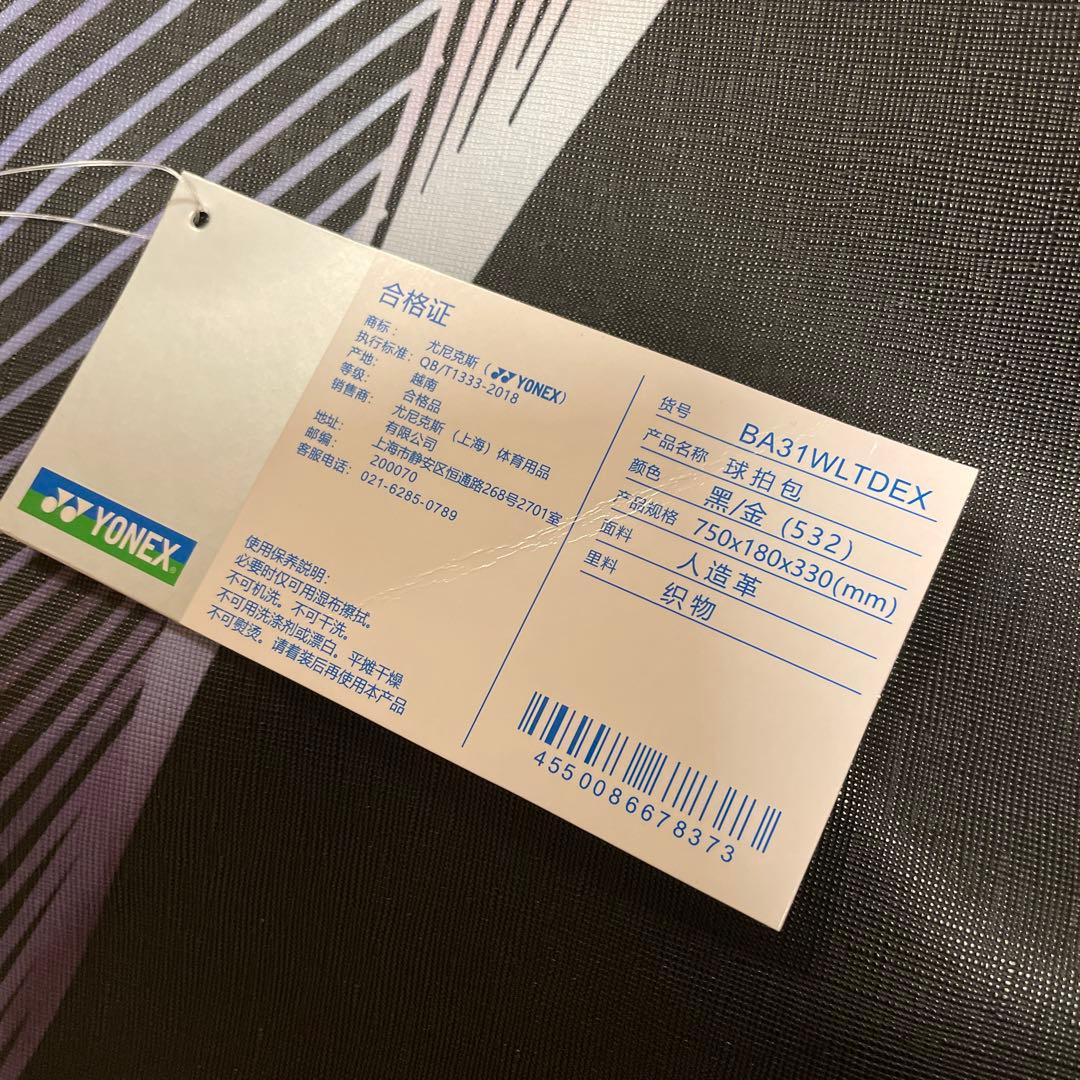 合格证
商标: 尤尼克斯 (YONEX)
执行标准: QB/T1333-2018
产地: 越南
等级: 合格品
销售商: 尤尼克斯(上海)体育用品
有限公司
地址: 上海市静安区恒通路268号2701室
邮编: 200070
客服电话: 021-6285-0789
使用保养説明:
必要时仅可用湿布擦拭。
不可机洗。不可干洗。
不可用洗涤剂或漂白。平摊干燥
不可熨烫。请着装后再使用本产品
YONEX®
货号 BA31WLTDEX
产品名称 球拍包
颜色 黑/金 (532)
产品规格 750x180x330(mm)
面料 人造革
里料 织物
4550086678373